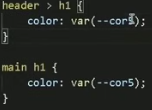 header > h1 {
color: var(--cor5);
}
main h1 {
color: var(--cor5);
}